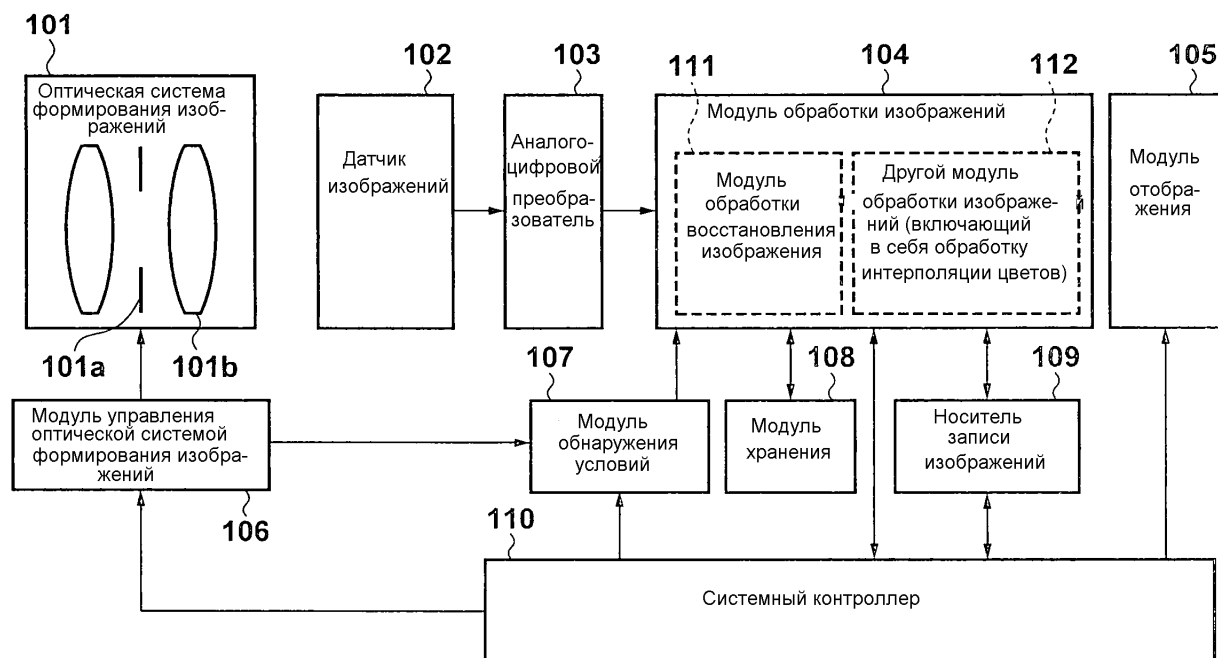 101
Оптическая система
формирования изоб-
ражений
101a
101b
102
Датчик
изображений
103
Аналого-
цифровой
преобра-
зователь
104
Модуль обработки изображений
111
Модуль
обработки
восстановления
изображения
112
Другой модуль
обработки изображе-
ний (включающий
в себя обработку
интерполяции цветов)
105
Модуль
отобра-
жения
Модуль управления
оптической системой
формирования изобра-
жений
106
107
Модуль
обнаружения
условий
108
Модуль
хранения
109
Носитель
записи
изображений
110
Системный контроллер